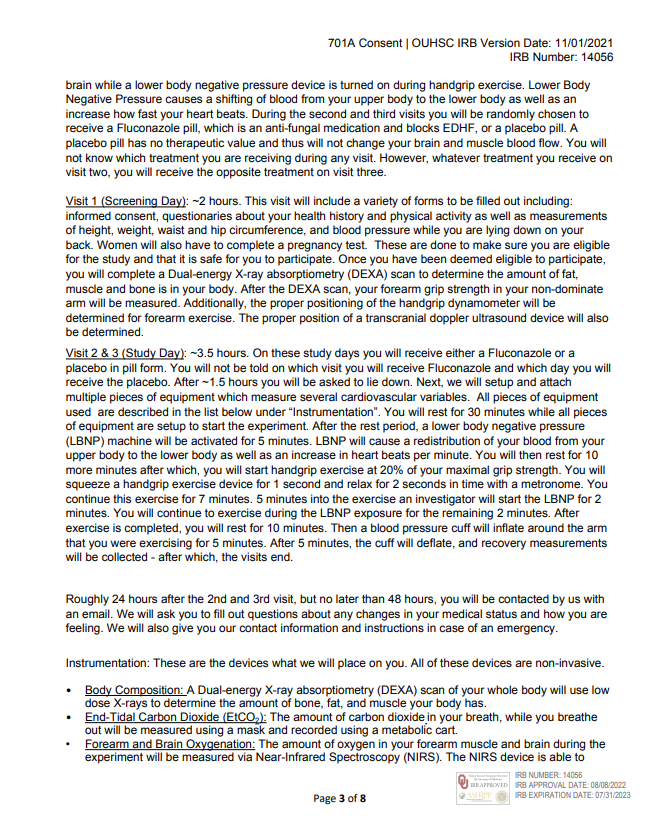 701A Consent | OUHSC IRB Version Date: 11/01/2021
IRB Number: 14056
brain while a lower body negative pressure device is turned on during handgrip exercise. Lower Body
Negative Pressure causes a shifting of blood from your upper body to the lower body as well as an
increase how fast your heart beats. During the second and third visits you will be randomly chosen to
receive a Fluconazole pill, which is an anti-fungal medication and blocks EDHF, or a placebo pill. A
placebo pill has no therapeutic value and thus will not change your brain and muscle blood flow. You will
not know which treatment you are receiving during any visit. However, whatever treatment you receive on
visit two, you will receive the opposite treatment on visit three.
Visit 1 (Screening Day): ~2 hours. This visit will include a variety of forms to be filled out including:
informed consent, questionaries about your health history and physical activity as well as measurements
of height, weight, waist and hip circumference, and blood pressure while you are lying down on your
back. Women will also have to complete a pregnancy test. These are done to make sure you are eligible
for the study and that it is safe for you to participate. Once you have been deemed eligible to participate,
you will complete a Dual-energy X-ray absorptiometry (DEXA) scan to determine the amount of fat,
muscle and bone is in your body. After the DEXA scan, your forearm grip strength in your non-dominate
arm will be measured. Additionally, the proper positioning of the handgrip dynamometer will be
determined for forearm exercise. The proper position of a transcranial doppler ultrasound device will also
be determined.
Visit 2 & 3 (Study Day): ~3.5 hours. On these study days you will receive either a Fluconazole or a
placebo in pill form. You will not be told on which visit you will receive Fluconazole and which day you will
receive the placebo. After ~1.5 hours you will be asked to lie down. Next, we will setup and attach
multiple pieces of equipment which measure several cardiovascular variables. All pieces of equipment
used are described in the list below under “Instrumentation”. You will rest for 30 minutes while all pieces
of equipment are setup to start the experiment. After the rest period, a lower body negative pressure
(LBNP) machine will be activated for 5 minutes. LBNP will cause a redistribution of your blood from your
upper body to the lower body as well as an increase in heart beats per minute. You will then rest for 10
more minutes after which, you will start handgrip exercise at 20% of your maximal grip strength. You will
squeeze a handgrip exercise device for 1 second and relax for 2 seconds in time with a metronome. You
continue this exercise for 7 minutes. 5 minutes into the exercise an investigator will start the LBNP for 2
minutes. You will continue to exercise during the LBNP exposure for the remaining 2 minutes. After
exercise is completed, you will rest for 10 minutes. Then a blood pressure cuff will inflate around the arm
that you were exercising for 5 minutes. After 5 minutes, the cuff will deflate, and recovery measurements
will be collected - after which, the visits end.
Roughly 24 hours after the 2nd and 3rd visit, but no later than 48 hours, you will be contacted by us with
an email. We will ask you to fill out questions about any changes in your medical status and how you are
feeling. We will also give you our contact information and instructions in case of an emergency.
Instrumentation: These are the devices what we will place on you. All of these devices are non-invasive.
• Body Composition: A Dual-energy X-ray absorptiometry (DEXA) scan of your whole body will use low
dose X-rays to determine the amount of bone, fat, and muscle your body has.
• End-Tidal Carbon Dioxide (EtCO2): The amount of carbon dioxide in your breath, while you breathe
out will be measured using a mask and recorded using a metabolic cart.
• Forearm and Brain Oxygenation: The amount of oxygen in your forearm muscle and brain during the
experiment will be measured via Near-Infrared Spectroscopy (NIRS). The NIRS device is able to
IRB APPROVED
IRB NUMBER: 14056
IRB APPROVAL DATE: 08/08/2022
IRB EXPIRATION DATE: 07/31/2023
Page 3 of 8